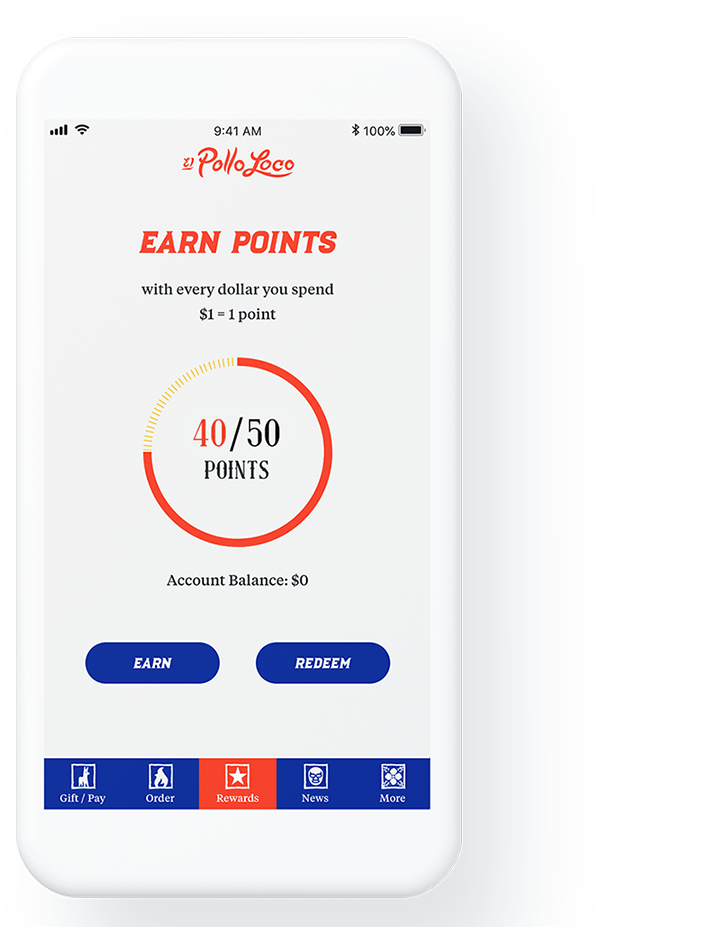 9:41 AM 100%
El Pollo Loco
EARN POINTS
with every dollar you spend
$1 = 1 point
40/50
POINTS
Account Balance: $0
EARN REDEEM
Gift / Pay Order Rewards News More